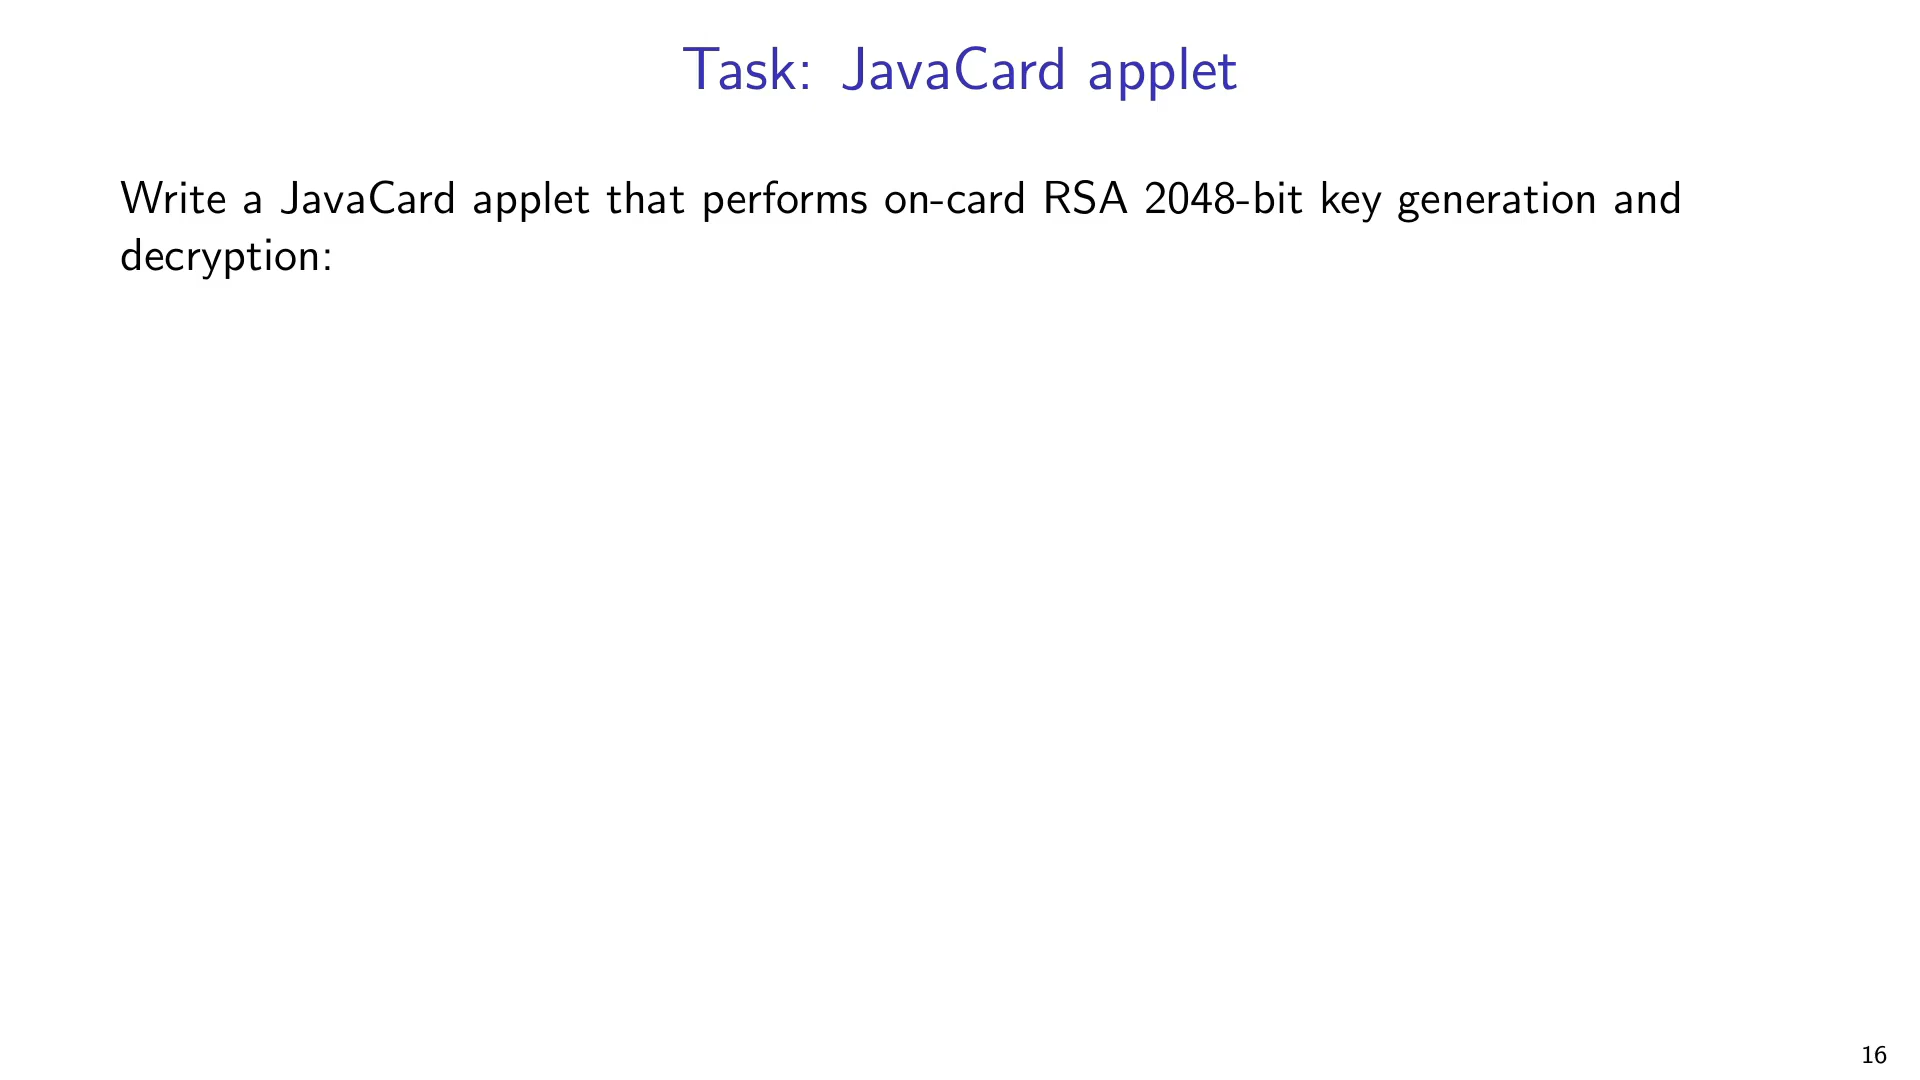 Task: JavaCard applet
Write a JavaCard applet that performs on-card RSA 2048-bit key generation and
decryption:
16